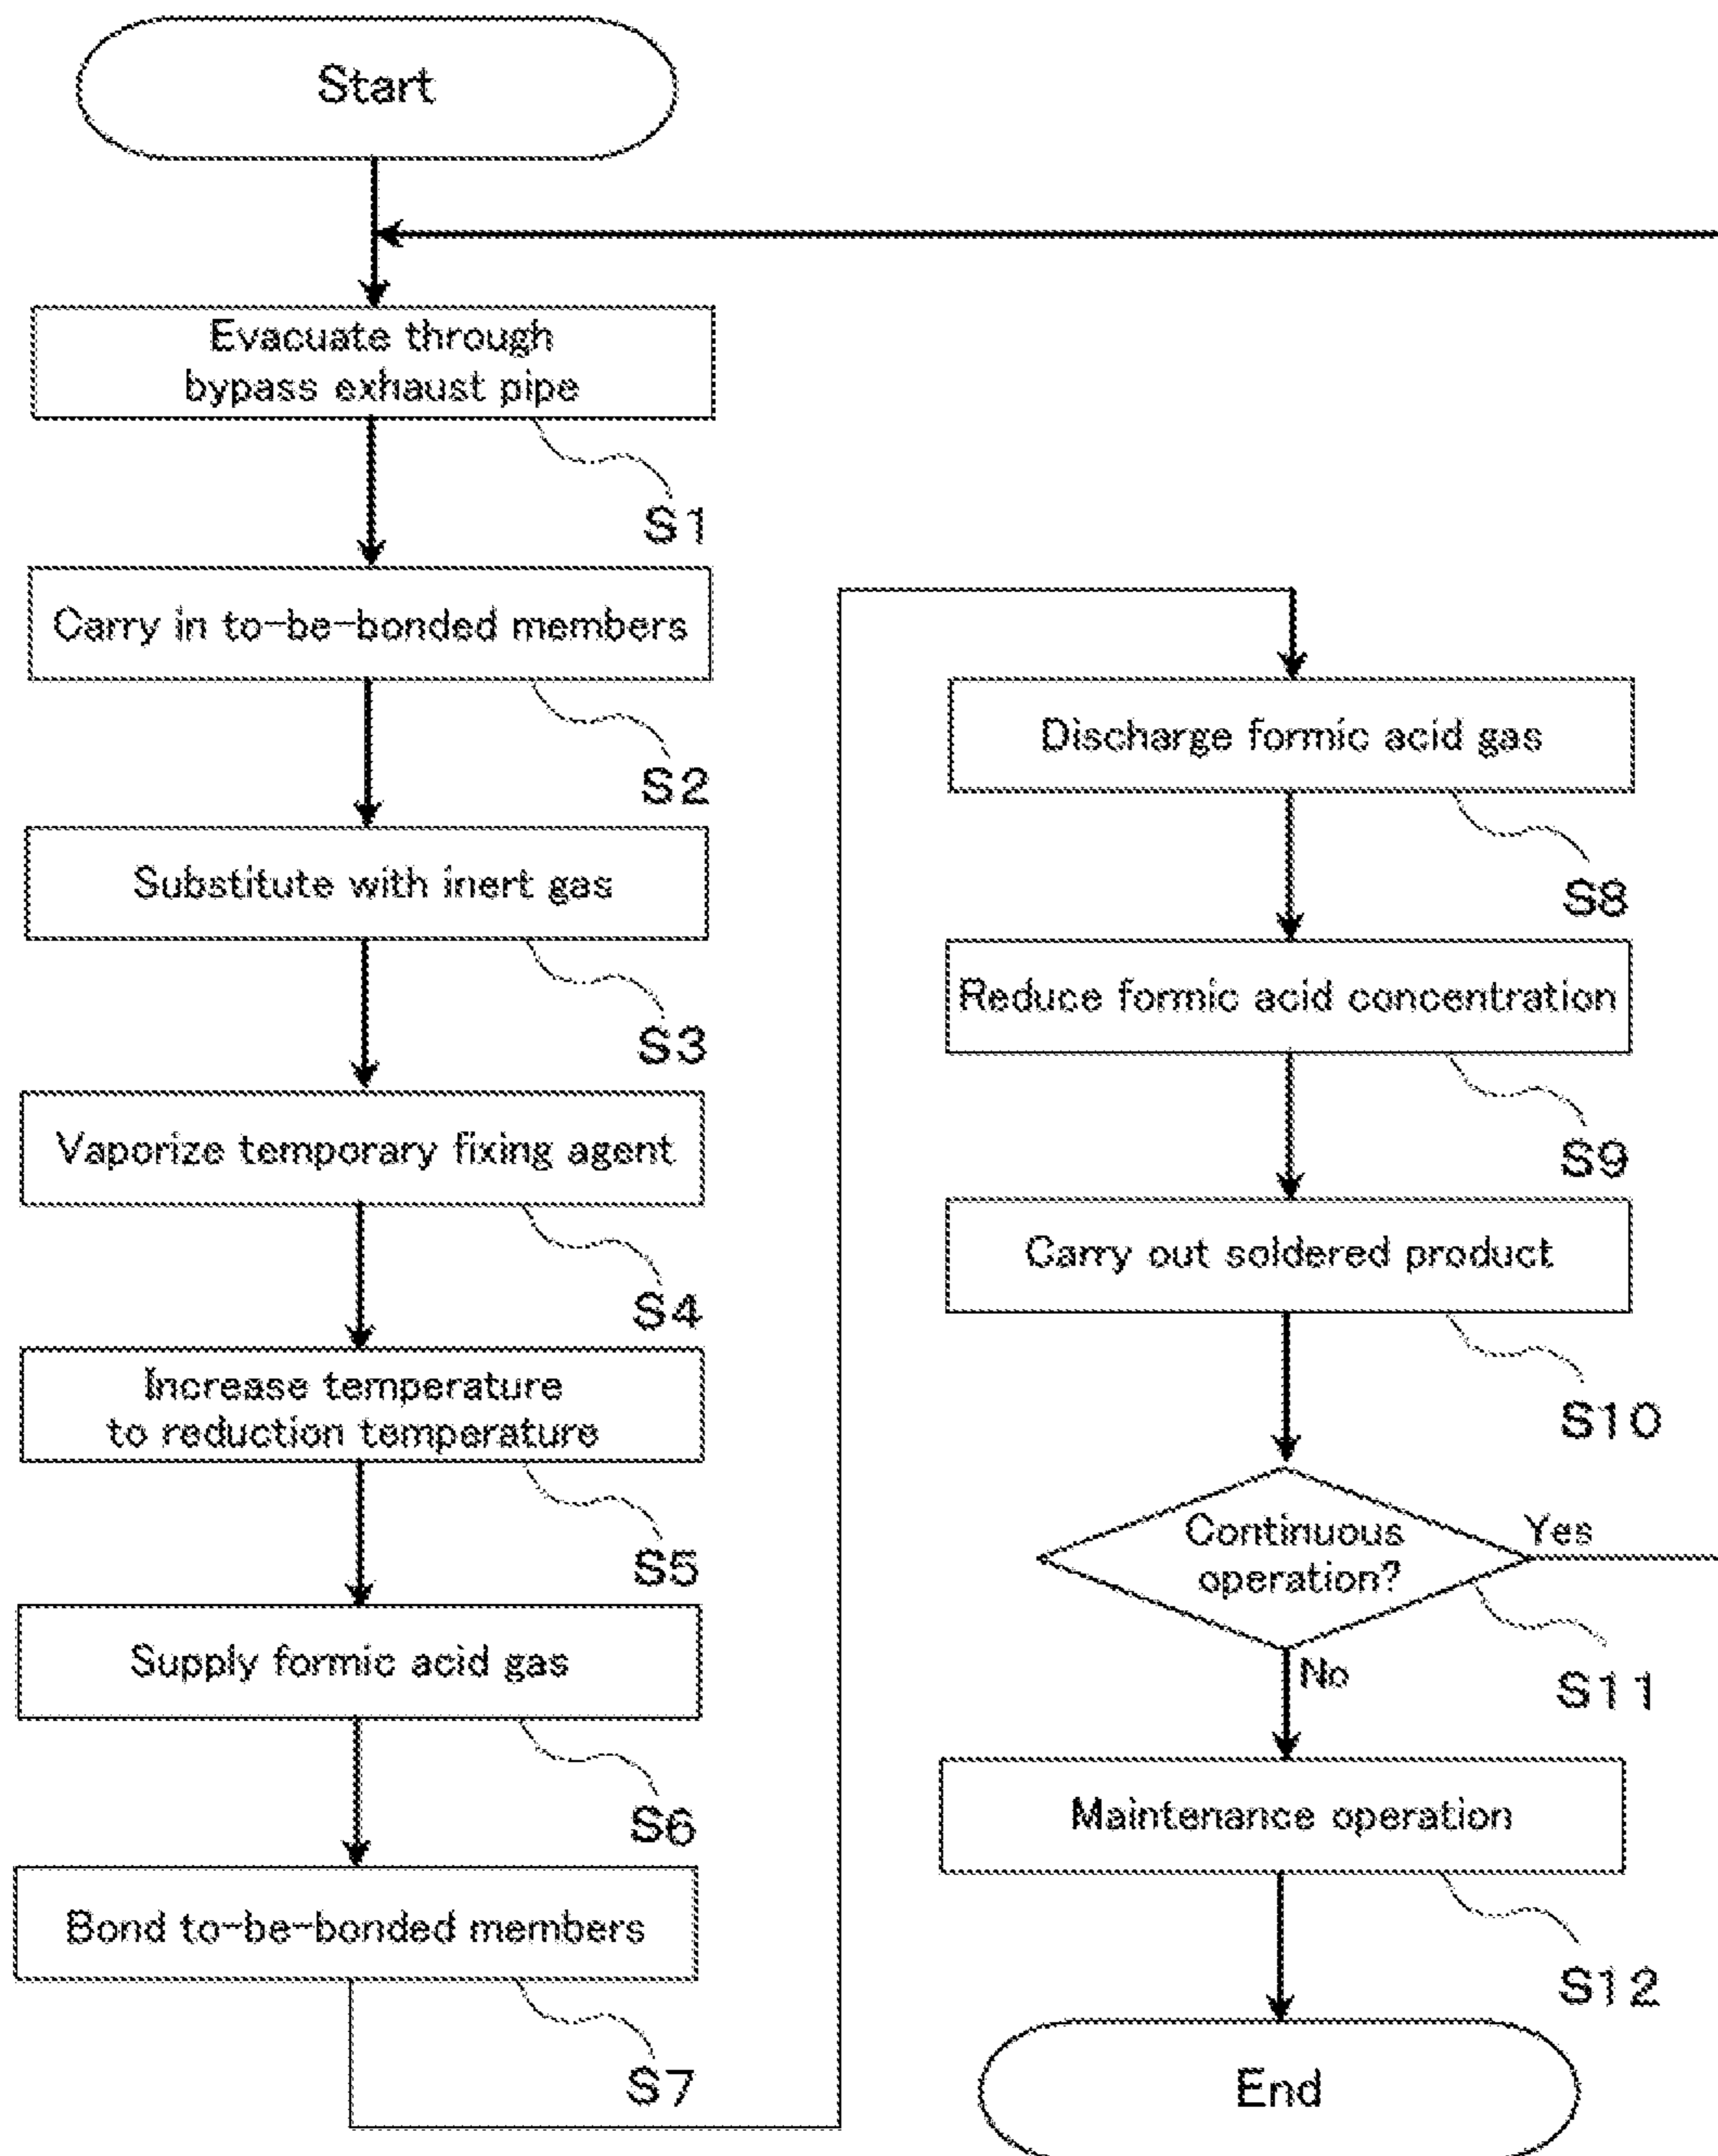 Start
Evacuate through
bypass exhaust pipe
S1
Carry in to-be-bonded members
S2
Substitute with inert gas
S3
Vaporize temporary fixing agent
S4
Increase temperature
to reduction temperature
S5
Supply formic acid gas
S6
Bond to-be-bonded members
S7
Discharge formic acid gas
S8
Reduce formic acid concentration
S9
Carry out soldered product
S10
Continuous
operation?
Yes
No
S11
Maintenance operation
S12
End